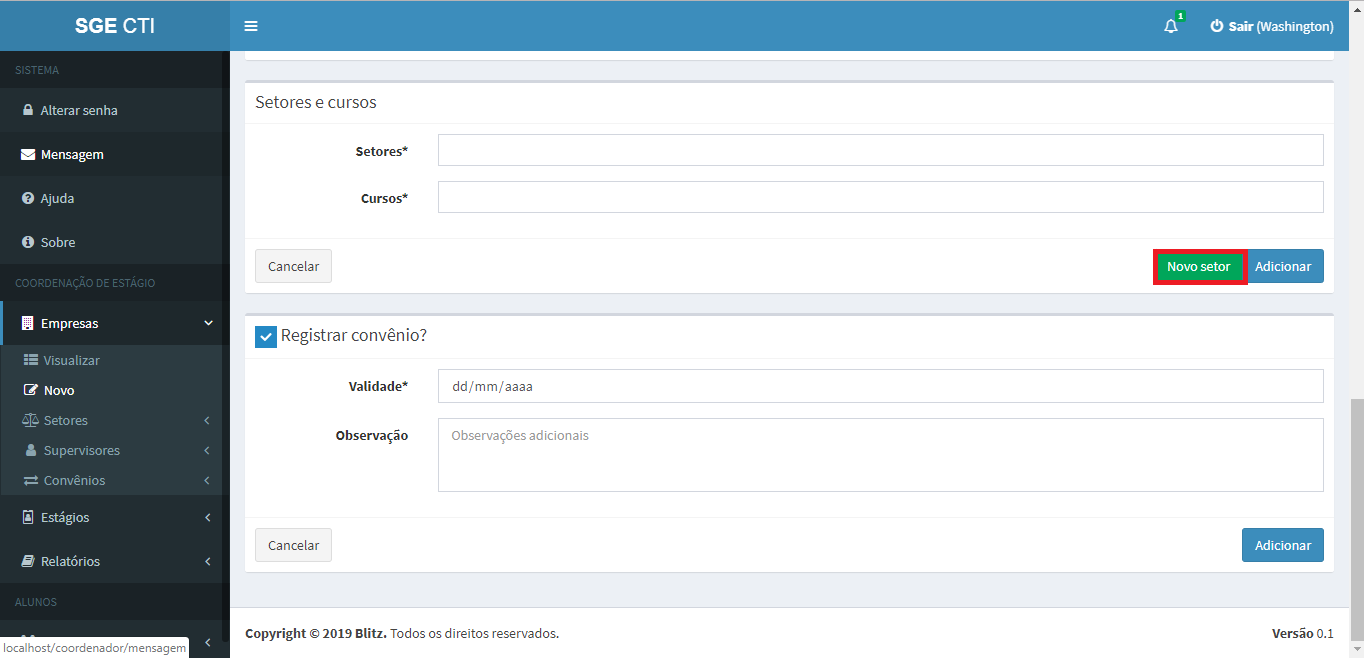 SGE CTI
1
Sair (Washington)
SISTEMA
Alterar senha
Mensagem
Ajuda
Sobre
COORDENAÇÃO DE ESTÁGIO
Empresas
Visualizar
Novo
Setores
Supervisores
Convênios
Estágios
Relatórios
ALUNOS
localhost/coordenador/mensagem
Setores e cursos
Setores*
Cursos*
Cancelar
Novo setor
Adicionar
Registrar convênio?
Validade*
dd/mm/aaaa
Observação
Observações adicionais
Cancelar
Adicionar
Copyright © 2019 Blitz. Todos os direitos reservados.
Versão 0.1